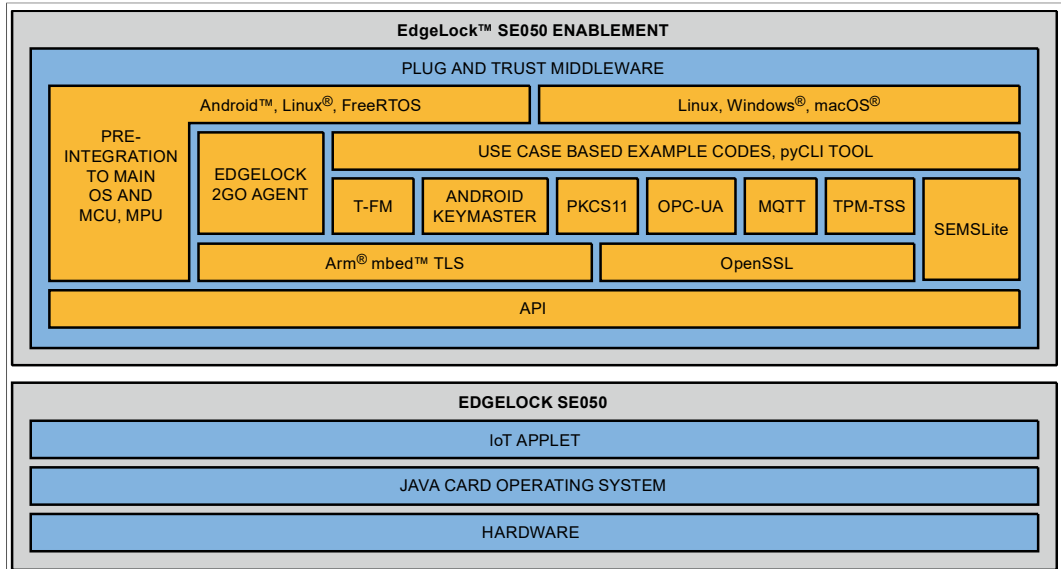 EdgeLock™ SE050 ENABLEMENT
PLUG AND TRUST MIDDLEWARE
Android™, Linux®, FreeRTOS
Linux, Windows®, macOS®
PRE-
INTEGRATION
TO MAIN
OS AND
MCU, MPU
EDGELOCK
2GO AGENT
USE CASE BASED EXAMPLE CODES, pyCLI TOOL
T-FM
ANDROID
KEYMASTER
PKCS11
OPC-UA
MQTT
TPM-TSS
SEMSLite
Arm® mbed™ TLS
OpenSSL
API
EDGELOCK SE050
IoT APPLET
JAVA CARD OPERATING SYSTEM
HARDWARE